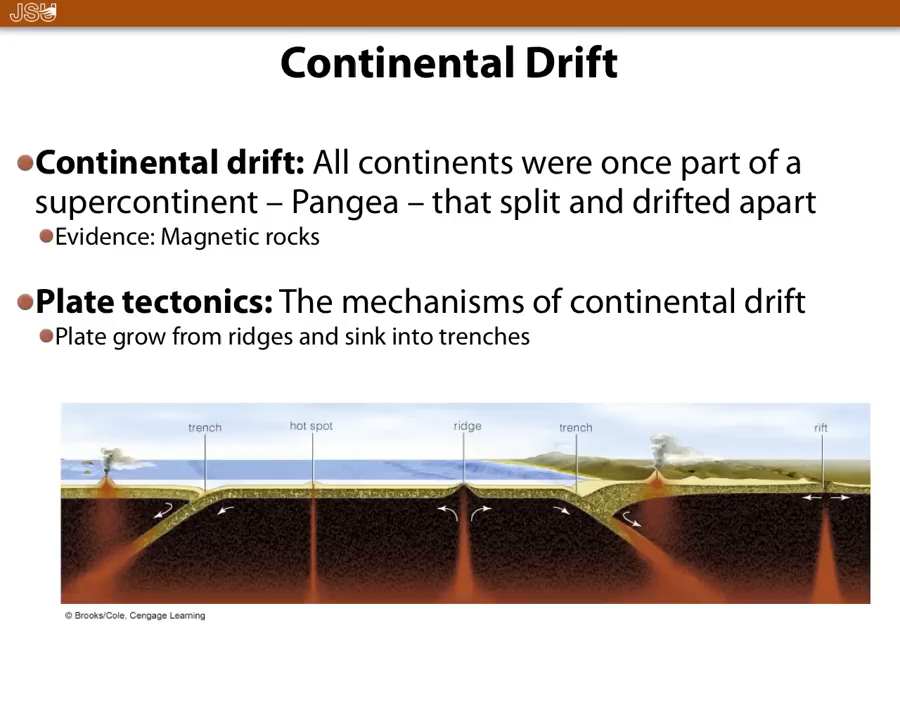 JSU
Continental Drift
Continental drift: All continents were once part of a
supercontinent – Pangea – that split and drifted apart
Evidence: Magnetic rocks
Plate tectonics: The mechanisms of continental drift
Plate grow from ridges and sink into trenches
trench hot spot ridge trench rift
© Brooks/Cole, Cengage Learning